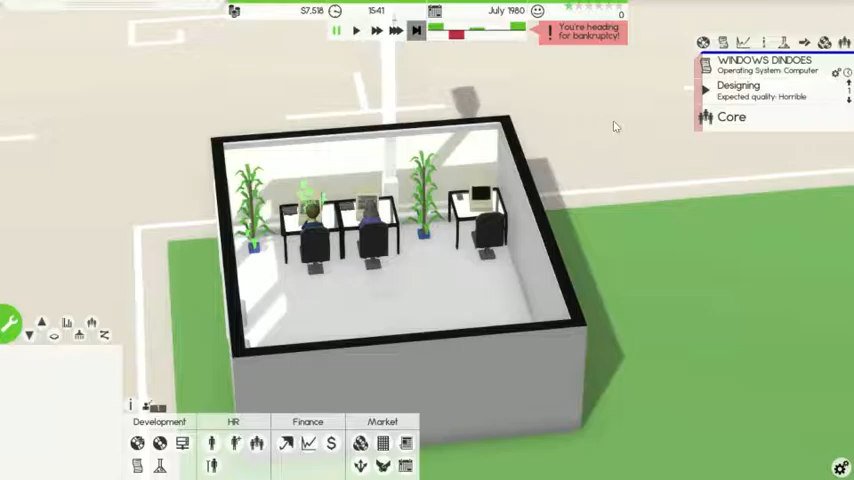 $7,518
15:41
July 1980
0
You're heading
for bankruptcy!
WINDOWS DINDOES
Operating System: Computer
Designing
Expected quality: Horrible
1
Core
Development
HR
Finance
Market